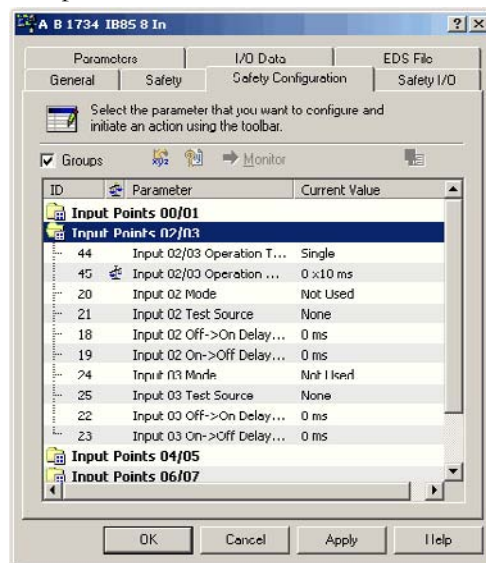 A B 1734 IB8S 8 In
Parameters I/O Data EDS File
General Safety Safety Configuration Safety I/O
Select the parameter that you want to configure and
initiate an action using the toolbar.
Groups Monitor
ID Parameter Current Value
Input Points 00/01
Input Points 02/03
44 Input 02/03 Operation T... Single
45 Input 02/03 Operation ... 0 x10 ms
20 Input 02 Mode Not Used
21 Input 02 Test Source None
18 Input 02 Off->On Delay... 0 ms
19 Input 02 On->Off Delay... 0 ms
24 Input 03 Mode Not Used
25 Input 03 Test Source None
22 Input 03 Off->On Delay... 0 ms
23 Input 03 On->Off Delay... 0 ms
Input Points 04/05
Input Points 06/07
OK Cancel Apply Help